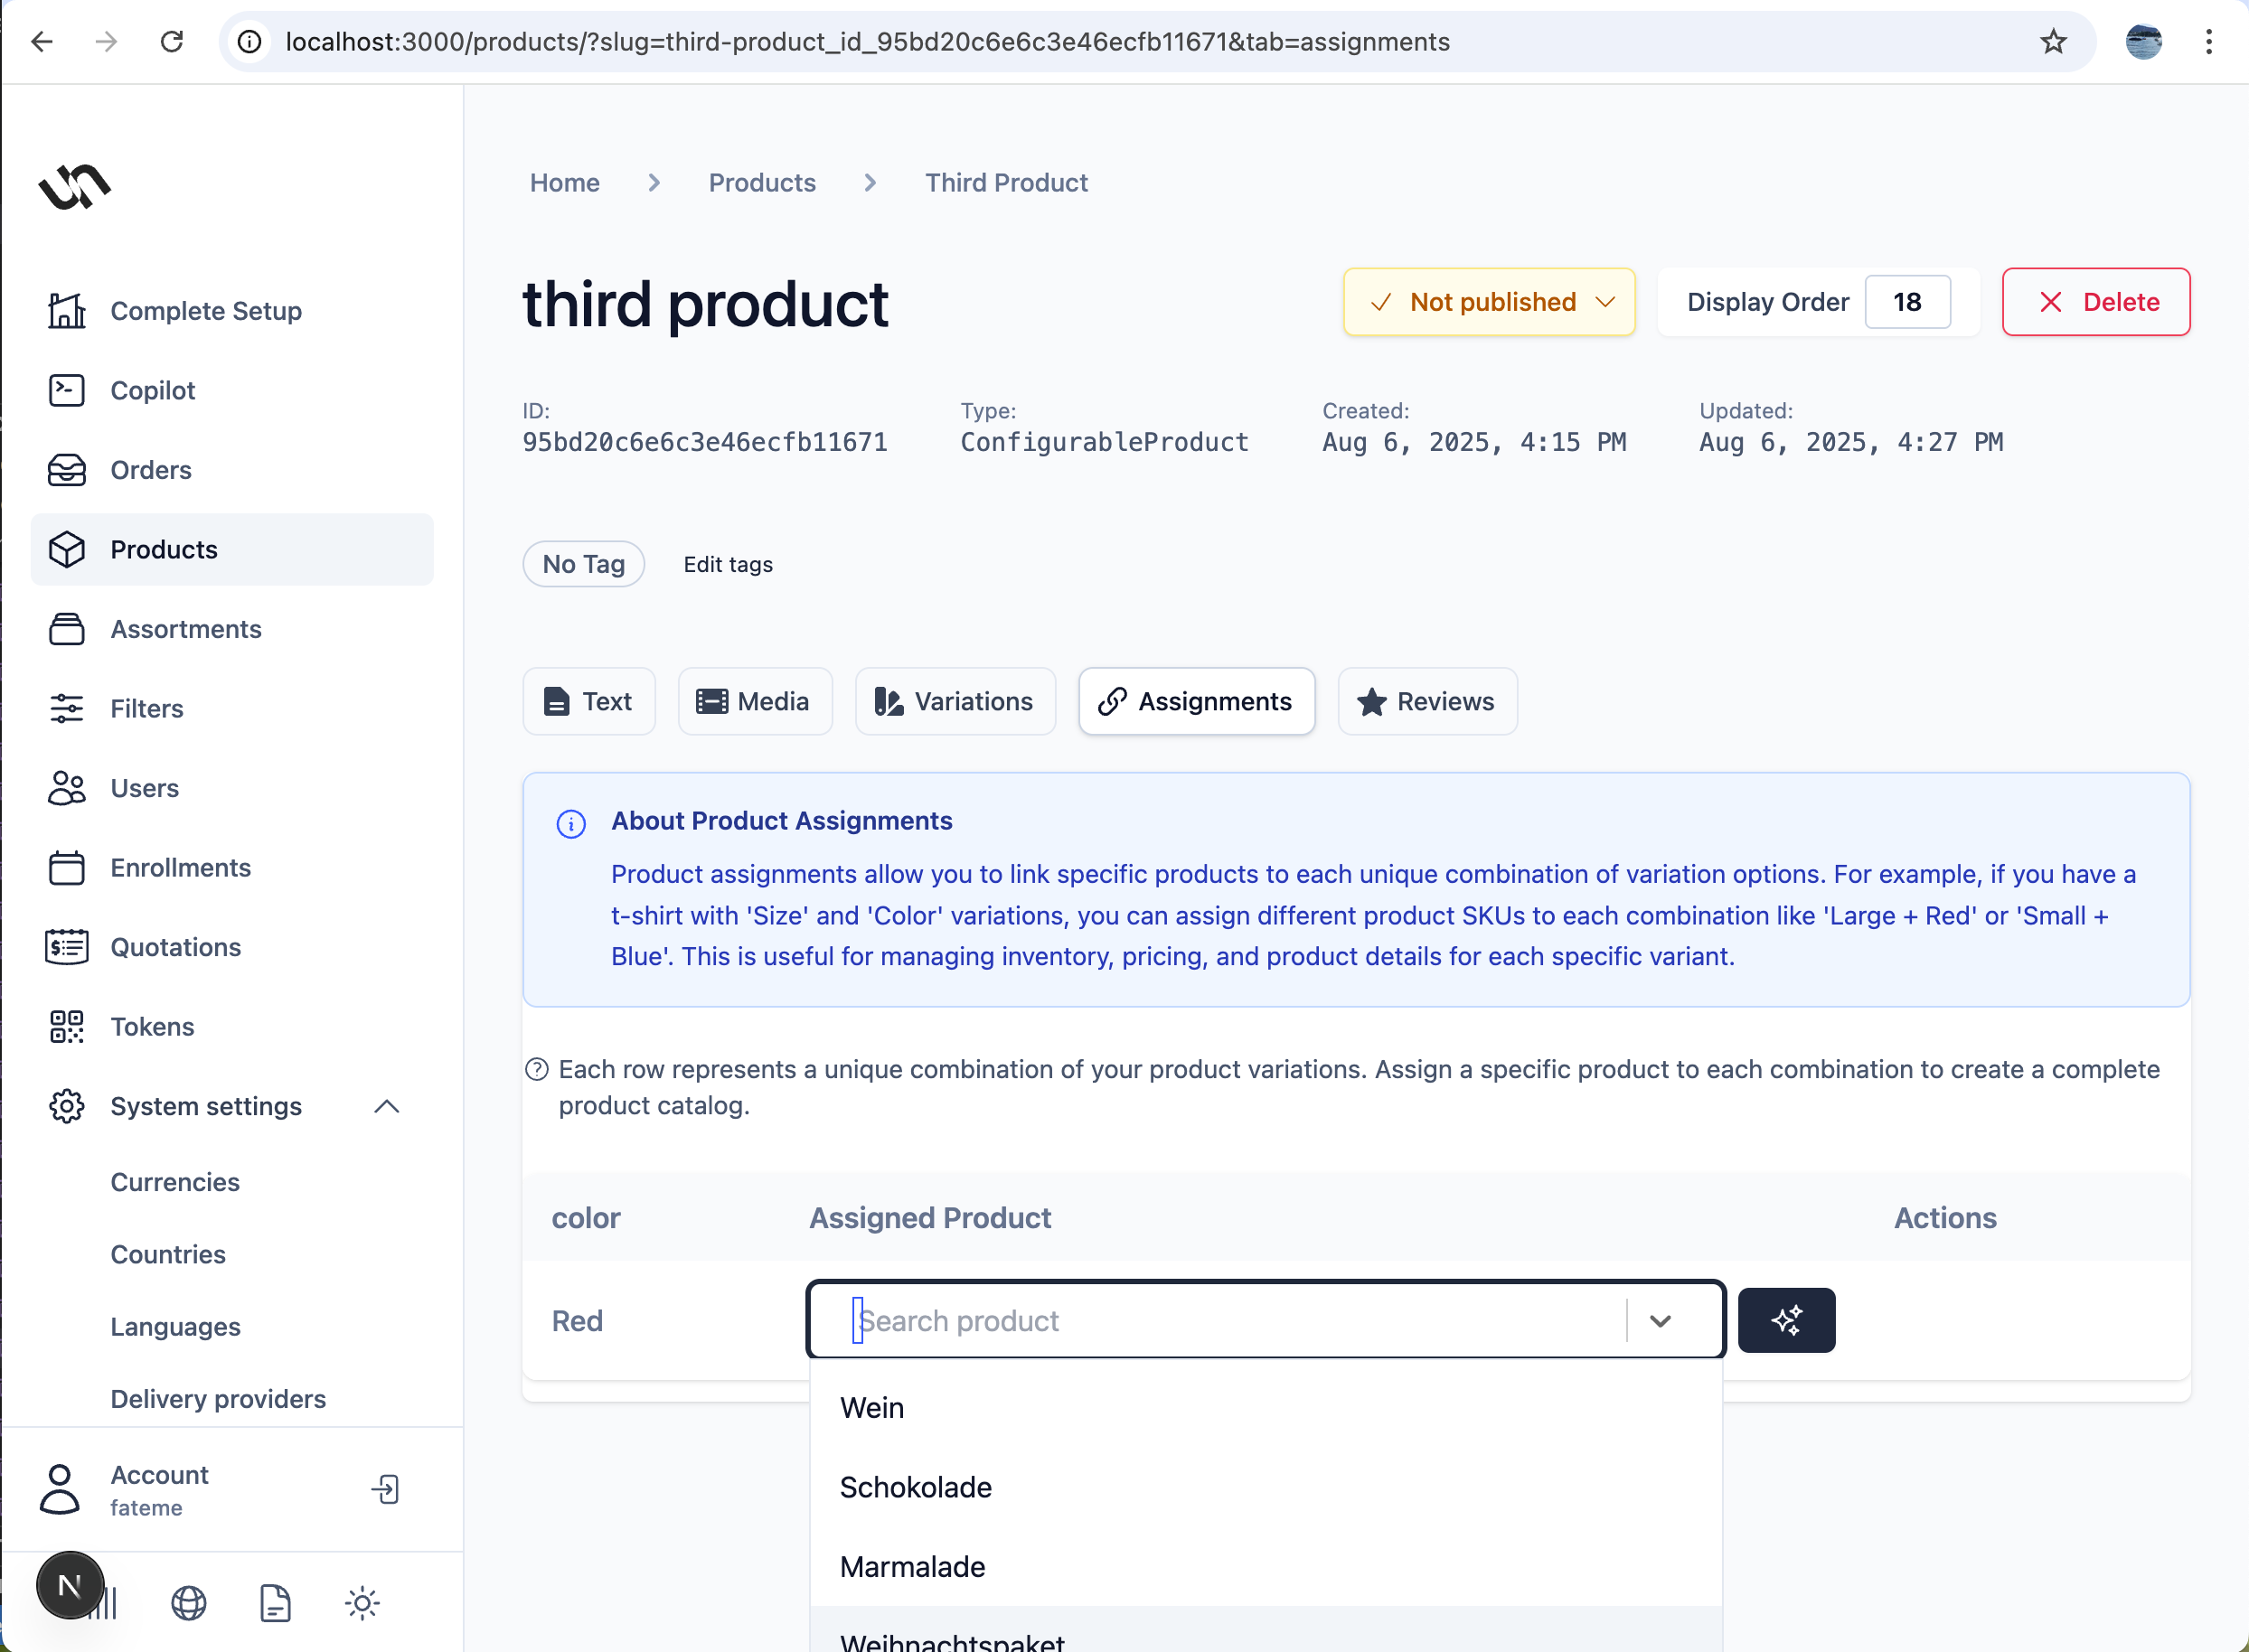 localhost:3000/products/?slug=third-product_id_95bd20c6e6c3e46ecfb11671&tab=assignments
Complete Setup
Copilot
Orders
Products
Assortments
Filters
Users
Enrollments
Quotations
Tokens
System settings
Currencies
Countries
Languages
Delivery providers
Account
fateme
N
Home
Products
Third Product
third product
Not published
Display Order
18
Delete
ID:
95bd20c6e6c3e46ecfb11671
Type:
ConfigurableProduct
Created:
Aug 6, 2025, 4:15 PM
Updated:
Aug 6, 2025, 4:27 PM
No Tag
Edit tags
Text
Media
Variations
Assignments
Reviews
About Product Assignments
Product assignments allow you to link specific products to each unique combination of variation options. For example, if you have a
t-shirt with 'Size' and 'Color' variations, you can assign different product SKUs to each combination like 'Large + Red' or 'Small +
Blue'. This is useful for managing inventory, pricing, and product details for each specific variant.
Each row represents a unique combination of your product variations. Assign a specific product to each combination to create a complete
product catalog.
color
Assigned Product
Actions
Red
Search product
Wein
Schokolade
Marmalade
Weihnachtspaket